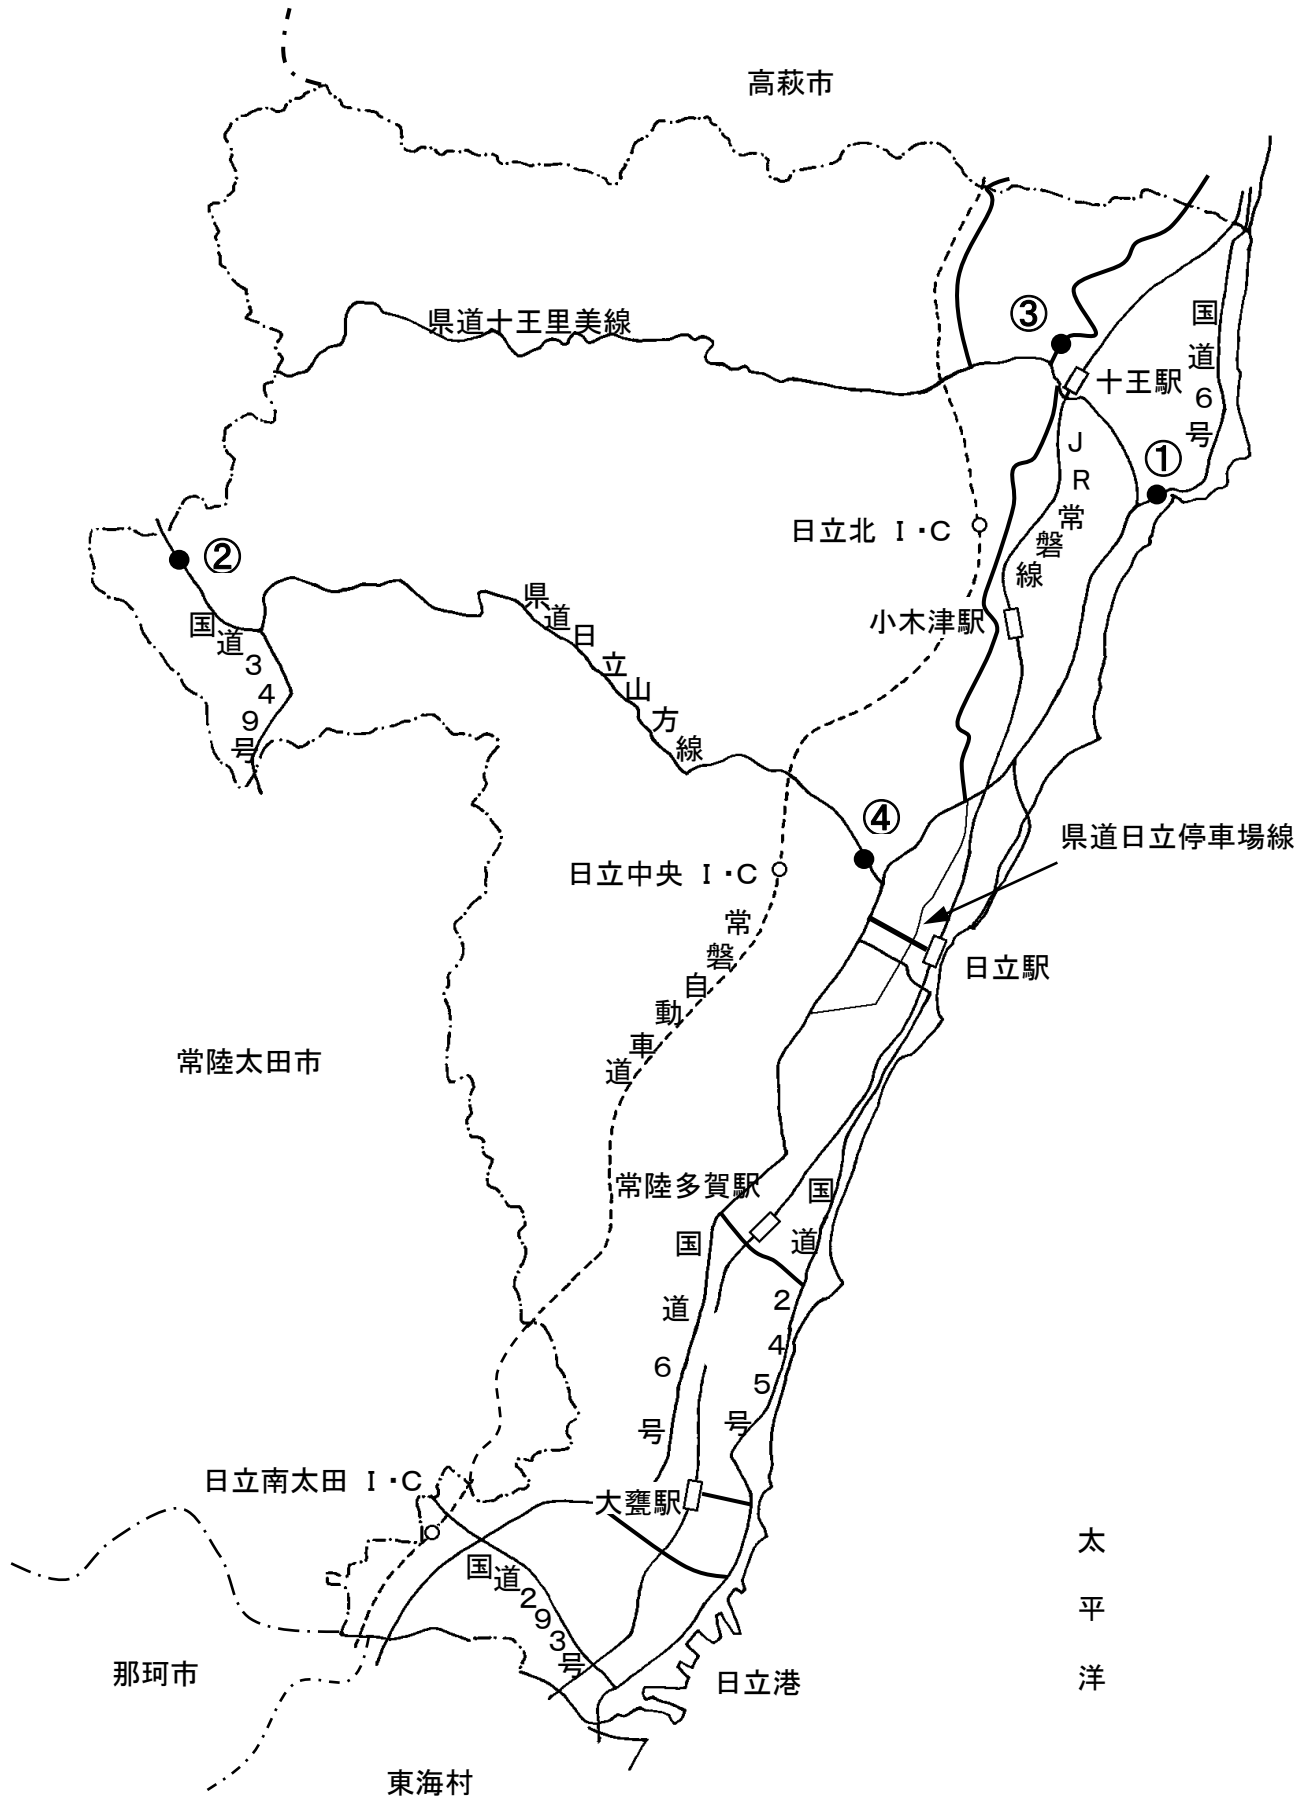 高萩市
県道十王里美線
③
国道6号
十王駅
①
JR常磐線
日立北 I・C
②
国道349号
県道日立山方線
小木津駅
④
県道日立停車場線
日立中央 I・C
常磐自動車道
日立駅
常陸太田市
常陸多賀駅
国道6号
国道245号
日立南太田 I・C
大甕駅
国道293号
太平洋
那珂市
日立港
東海村